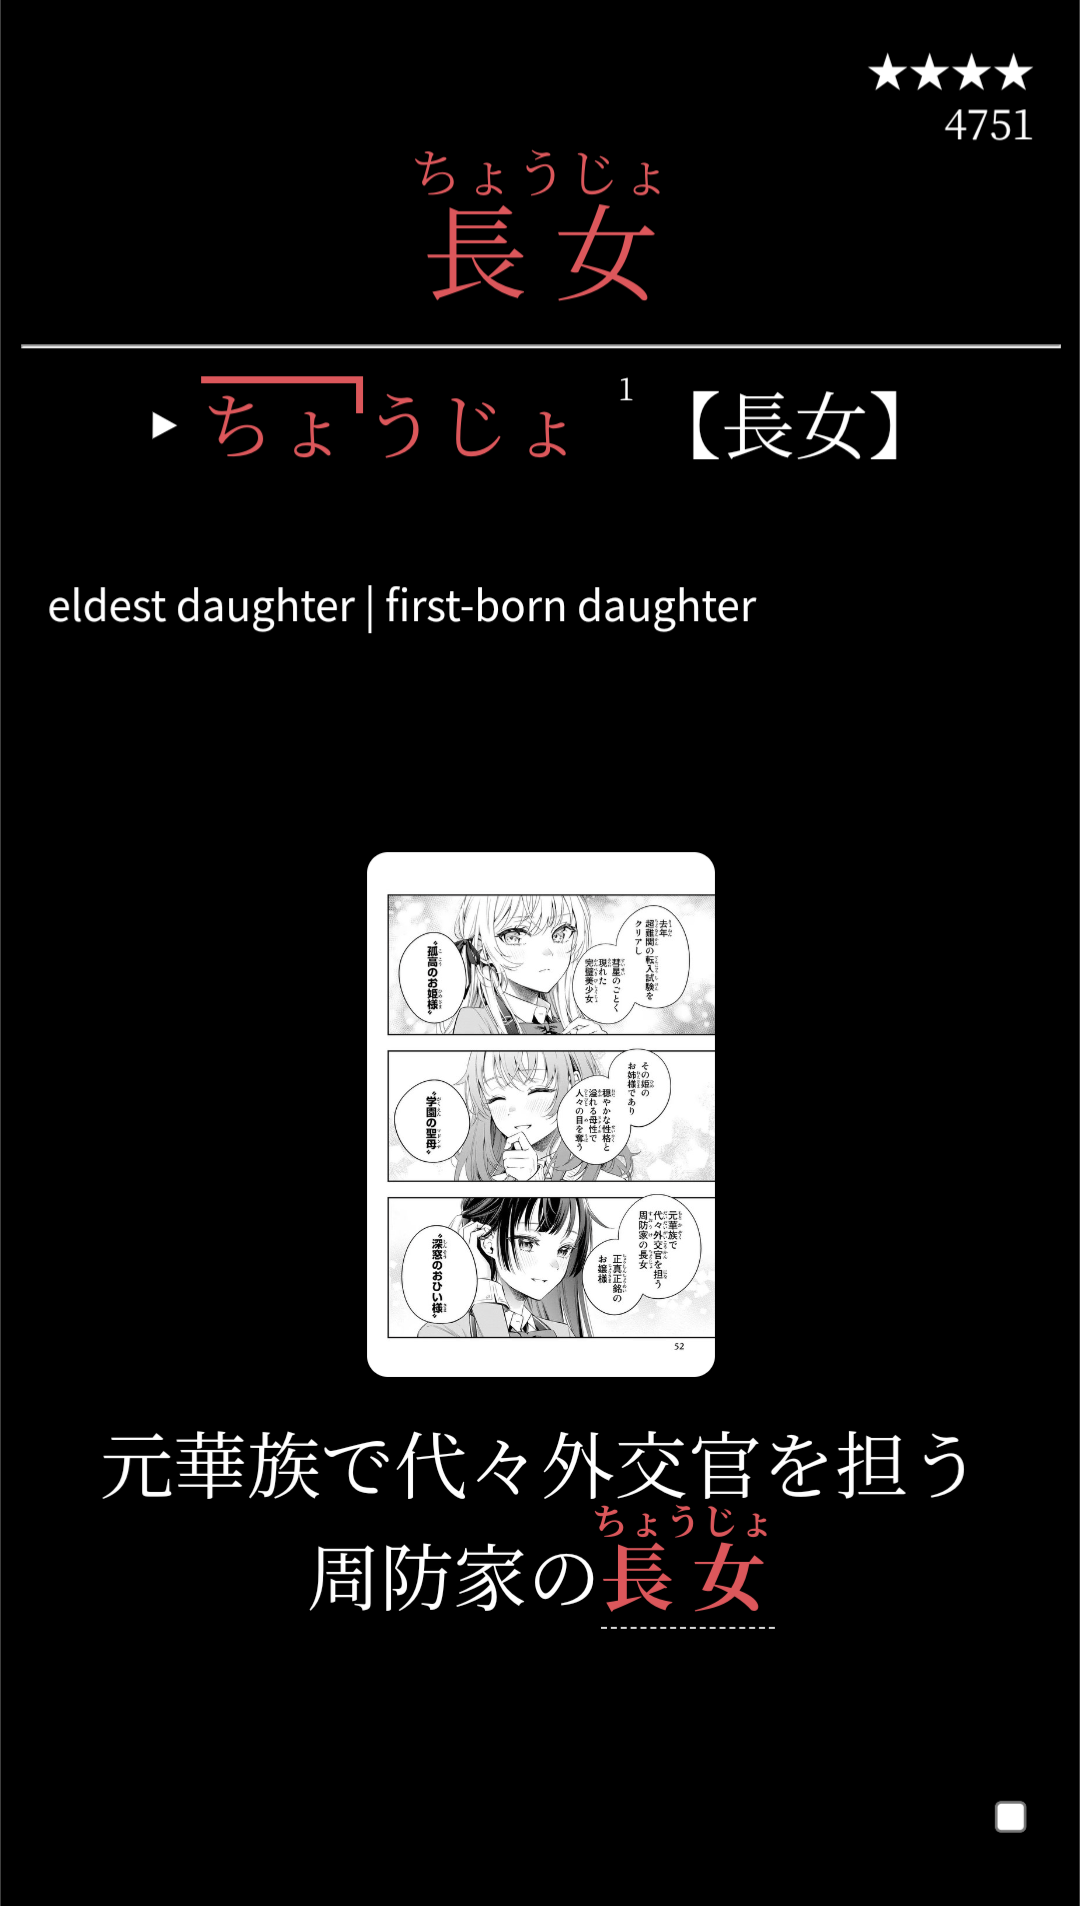 ★★★★
4751
ちょうじょ
長女
▶ ちょうじょ 1 【長女】
eldest daughter | first-born daughter
去年
超難関の転入試験を
クリアし
彗星のごとく
現れた
完璧美少女
〝孤高のお姫様〟
その姫の
お姉様であり
穏やかな性格と
溢れる母性で
人々の目を奪う
〝学園の聖母〟
元華族で
代々外交官を担う
周防家の長女
正真正銘の
お嬢様
〝深窓のおひい様〟
52
元華族で代々外交官を担う
ちょうじょ
周防家の長女